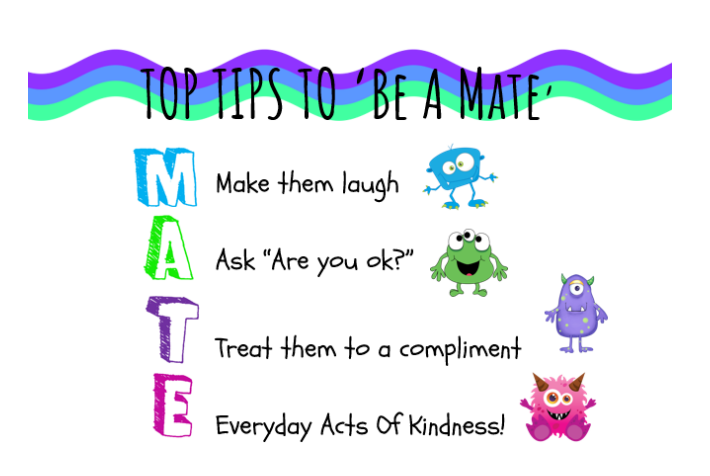 TOP TIPS TO 'BE A MATE'
M Make them laugh
A Ask "Are you ok?"
T Treat them to a compliment
E Everyday Acts Of Kindness!